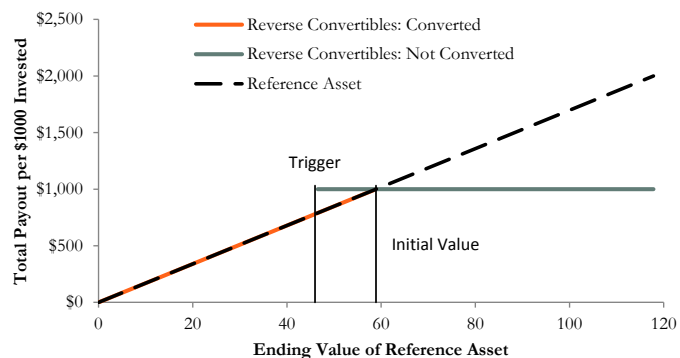 $2,500
$2,000
$1,500
$1,000
$500
$0
Total Payout per $1000 Invested
Reverse Convertibles: Converted
Reverse Convertibles: Not Converted
Reference Asset
Trigger
Initial Value
0 20 40 60 80 100 120
Ending Value of Reference Asset